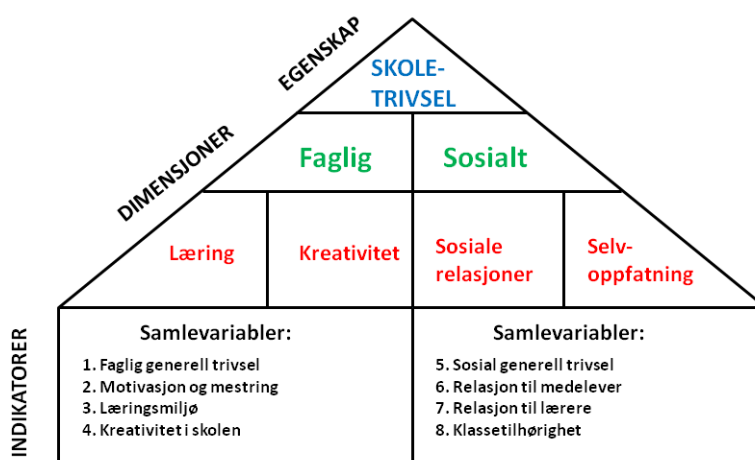 EGENSKAP
SKOLE-
TRIVSEL
DIMENSJONER
Faglig
Sosialt
Læring
Kreativitet
Sosiale
relasjoner
Selv-
oppfatning
INDIKATORER
Samlevariabler:
1. Faglig generell trivsel
2. Motivasjon og mestring
3. Læringsmiljø
4. Kreativitet i skolen
Samlevariabler:
5. Sosial generell trivsel
6. Relasjon til medelever
7. Relasjon til lærere
8. Klassetilhørighet